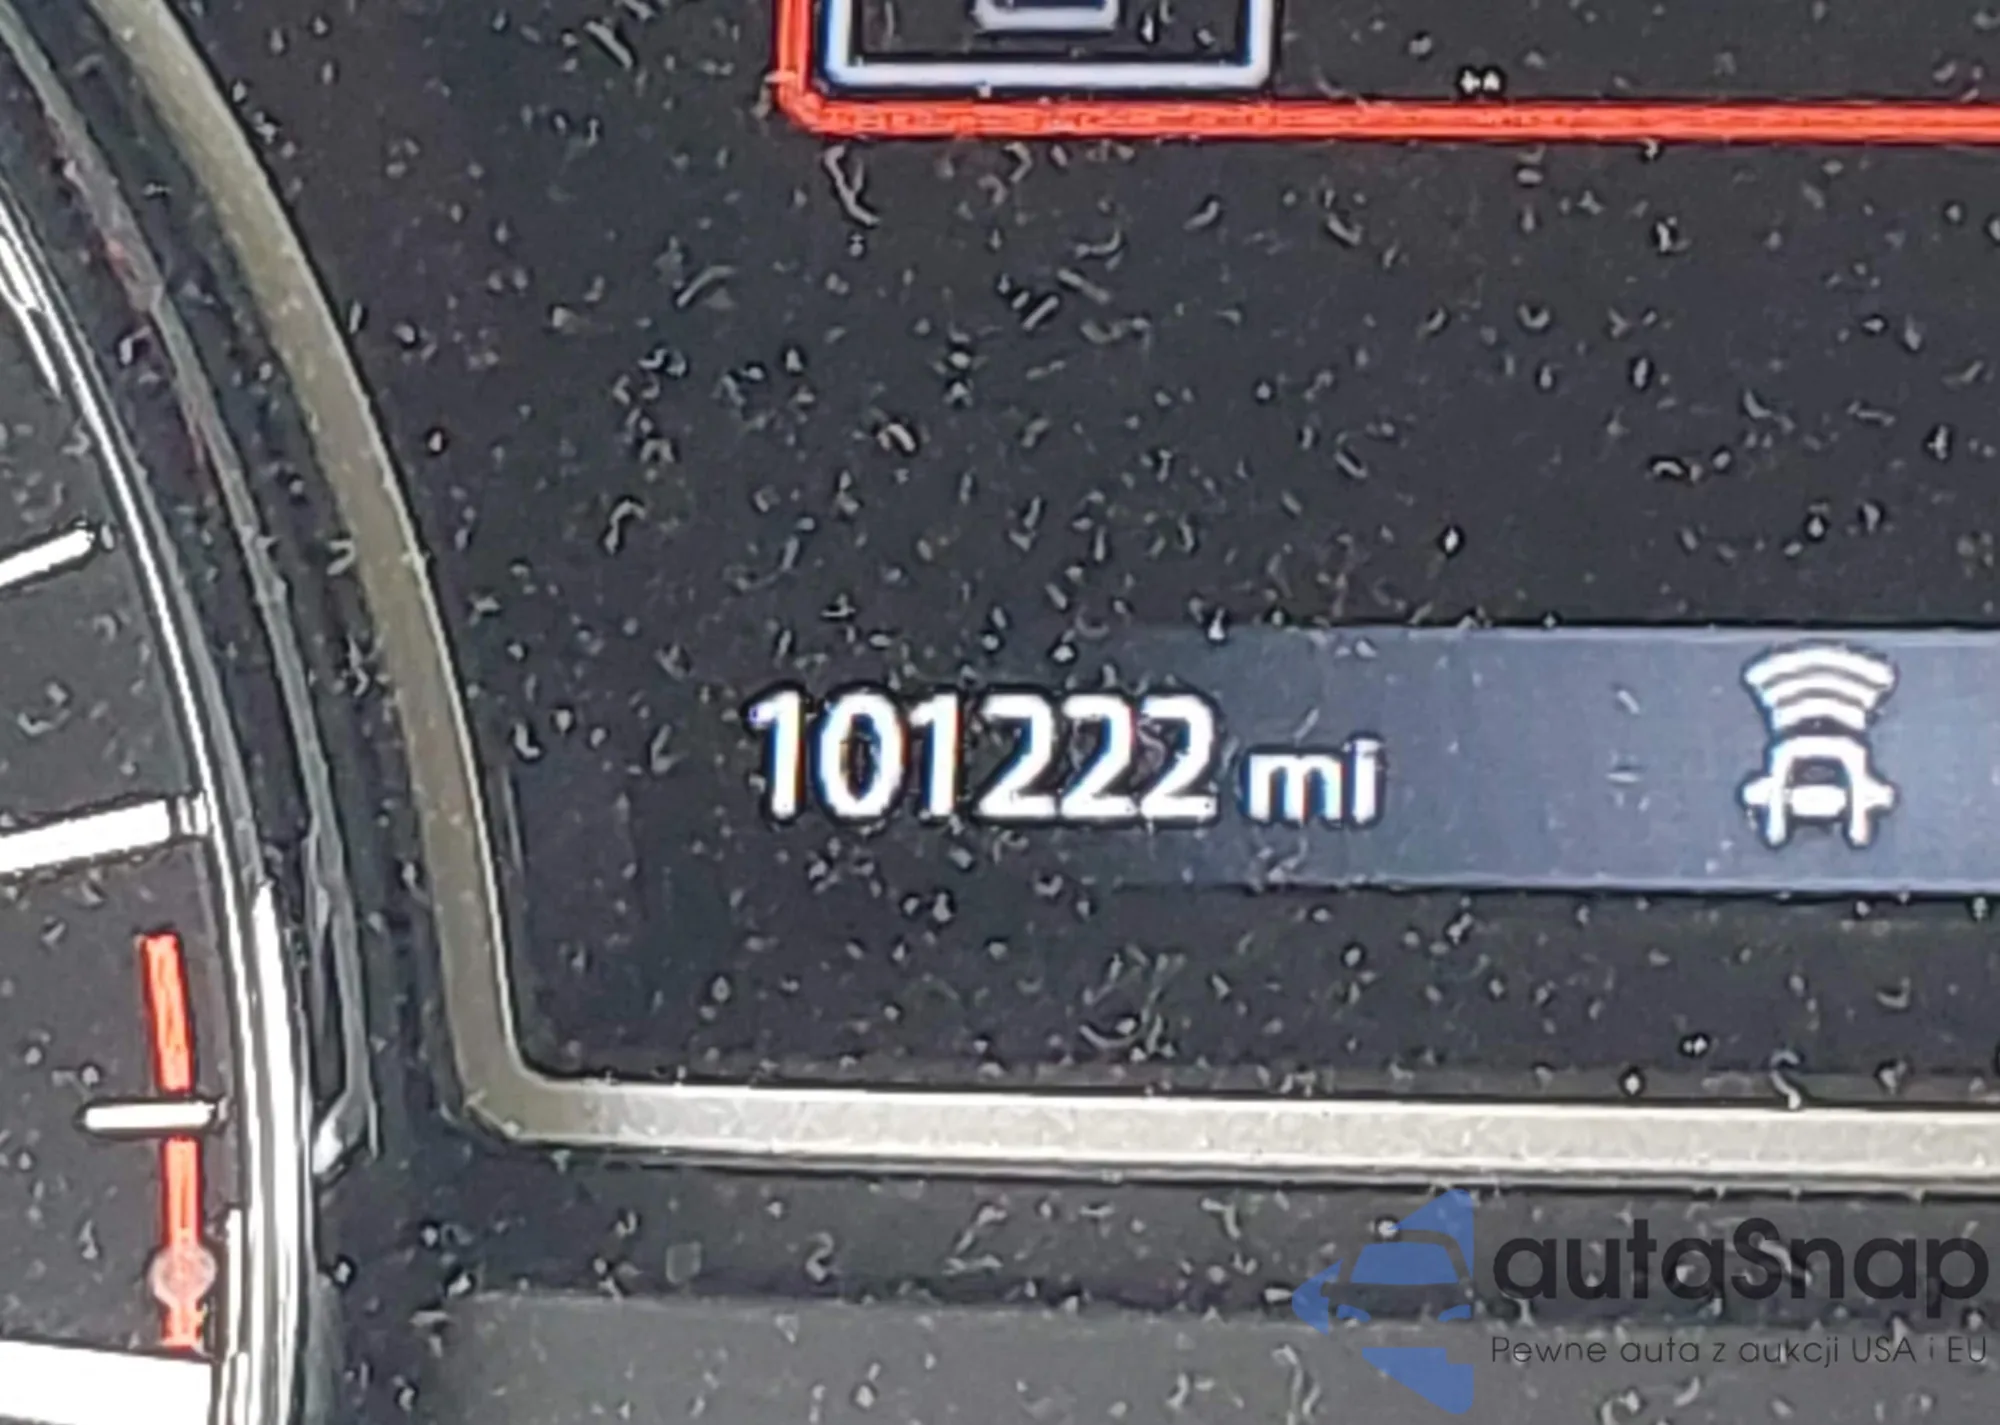 101222 mi
autaSnap
Pewne auta z aukcji USA i EU